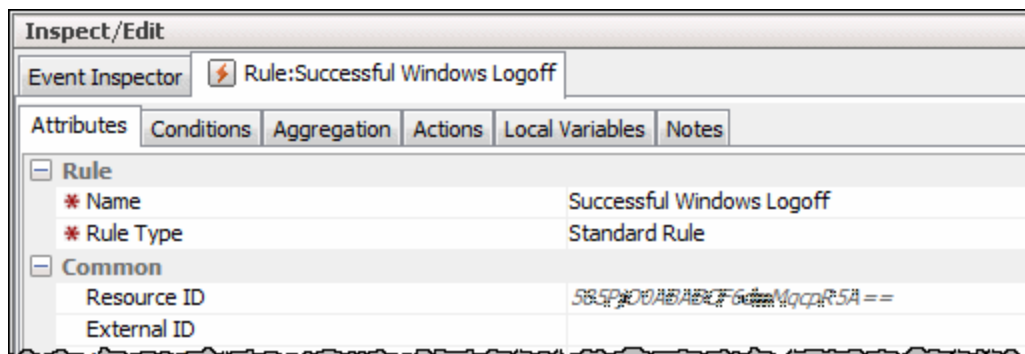 Inspect/Edit
Event Inspector Rule:Successful Windows Logoff
Attributes Conditions Aggregation Actions Local Variables Notes
Rule
* Name Successful Windows Logoff
* Rule Type Standard Rule
Common
Resource ID
External ID